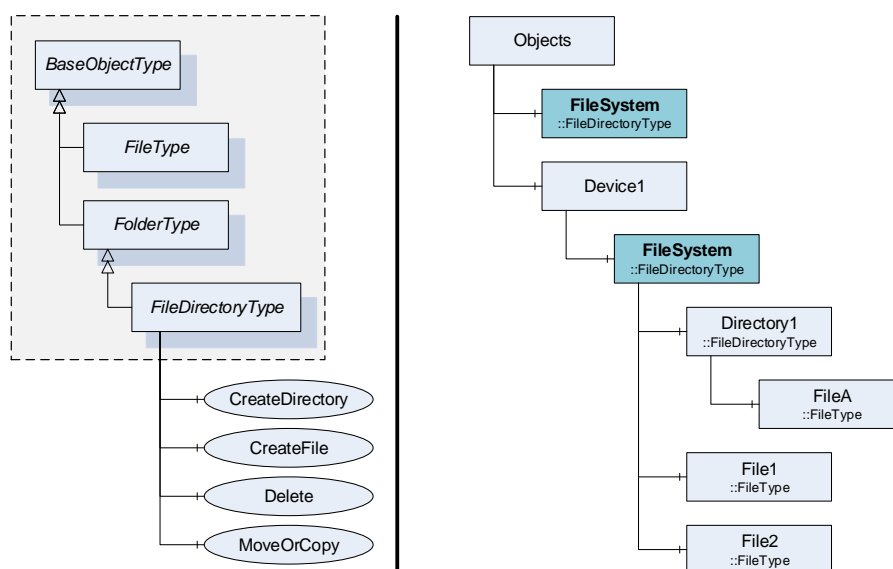 BaseObjectType
FileType
FolderType
FileDirectoryType
CreateDirectory
CreateFile
Delete
MoveOrCopy
Objects
FileSystem
::FileDirectoryType
Device1
FileSystem
::FileDirectoryType
Directory1
::FileDirectoryType
FileA
::FileType
File1
::FileType
File2
::FileType